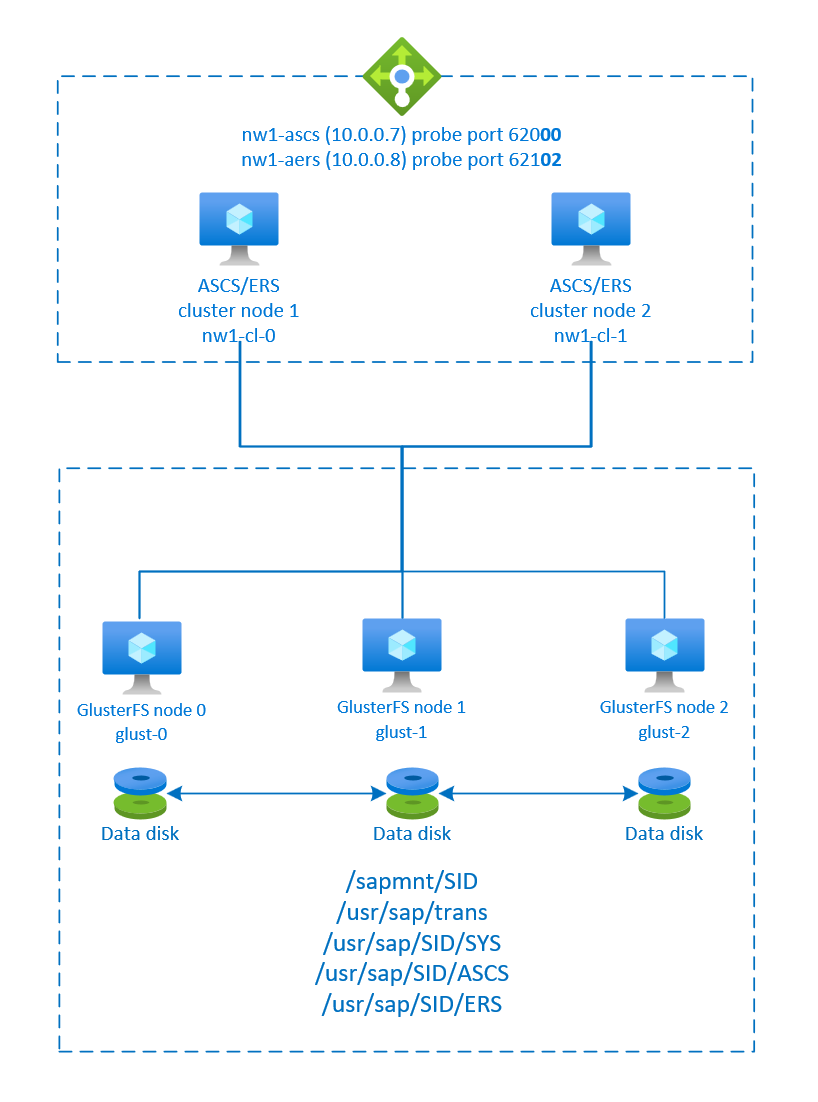 nw1-ascs (10.0.0.7) probe port 62000
nw1-aers (10.0.0.8) probe port 62102
ASCS/ERS
cluster node 1
nw1-cl-0
ASCS/ERS
cluster node 2
nw1-cl-1
GlusterFS node 0
glust-0
GlusterFS node 1
glust-1
GlusterFS node 2
glust-2
Data disk
Data disk
Data disk
/sapmnt/SID
/usr/sap/trans
/usr/sap/SID/SYS
/usr/sap/SID/ASCS
/usr/sap/SID/ERS